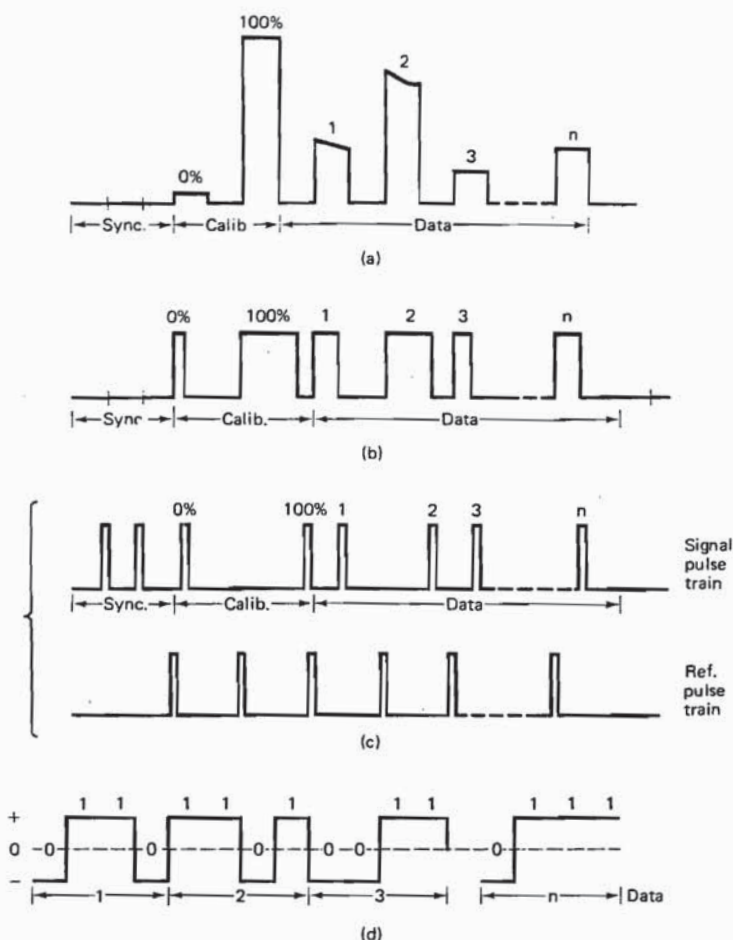 100%
2
1
n
3
0%
Sync. Calib Data
(a)
0% 100% 1 2 3 n
Sync Calib. Data
(b)
0% 100% 1 2 3 n
Signal
pulse
train
Sync. Calib. Data
Ref.
pulse
train
(c)
1 1 1 1 1 1 1 1 1 1
+
0 0 0 0 0 0 0
-
1 2 3 n Data
(d)